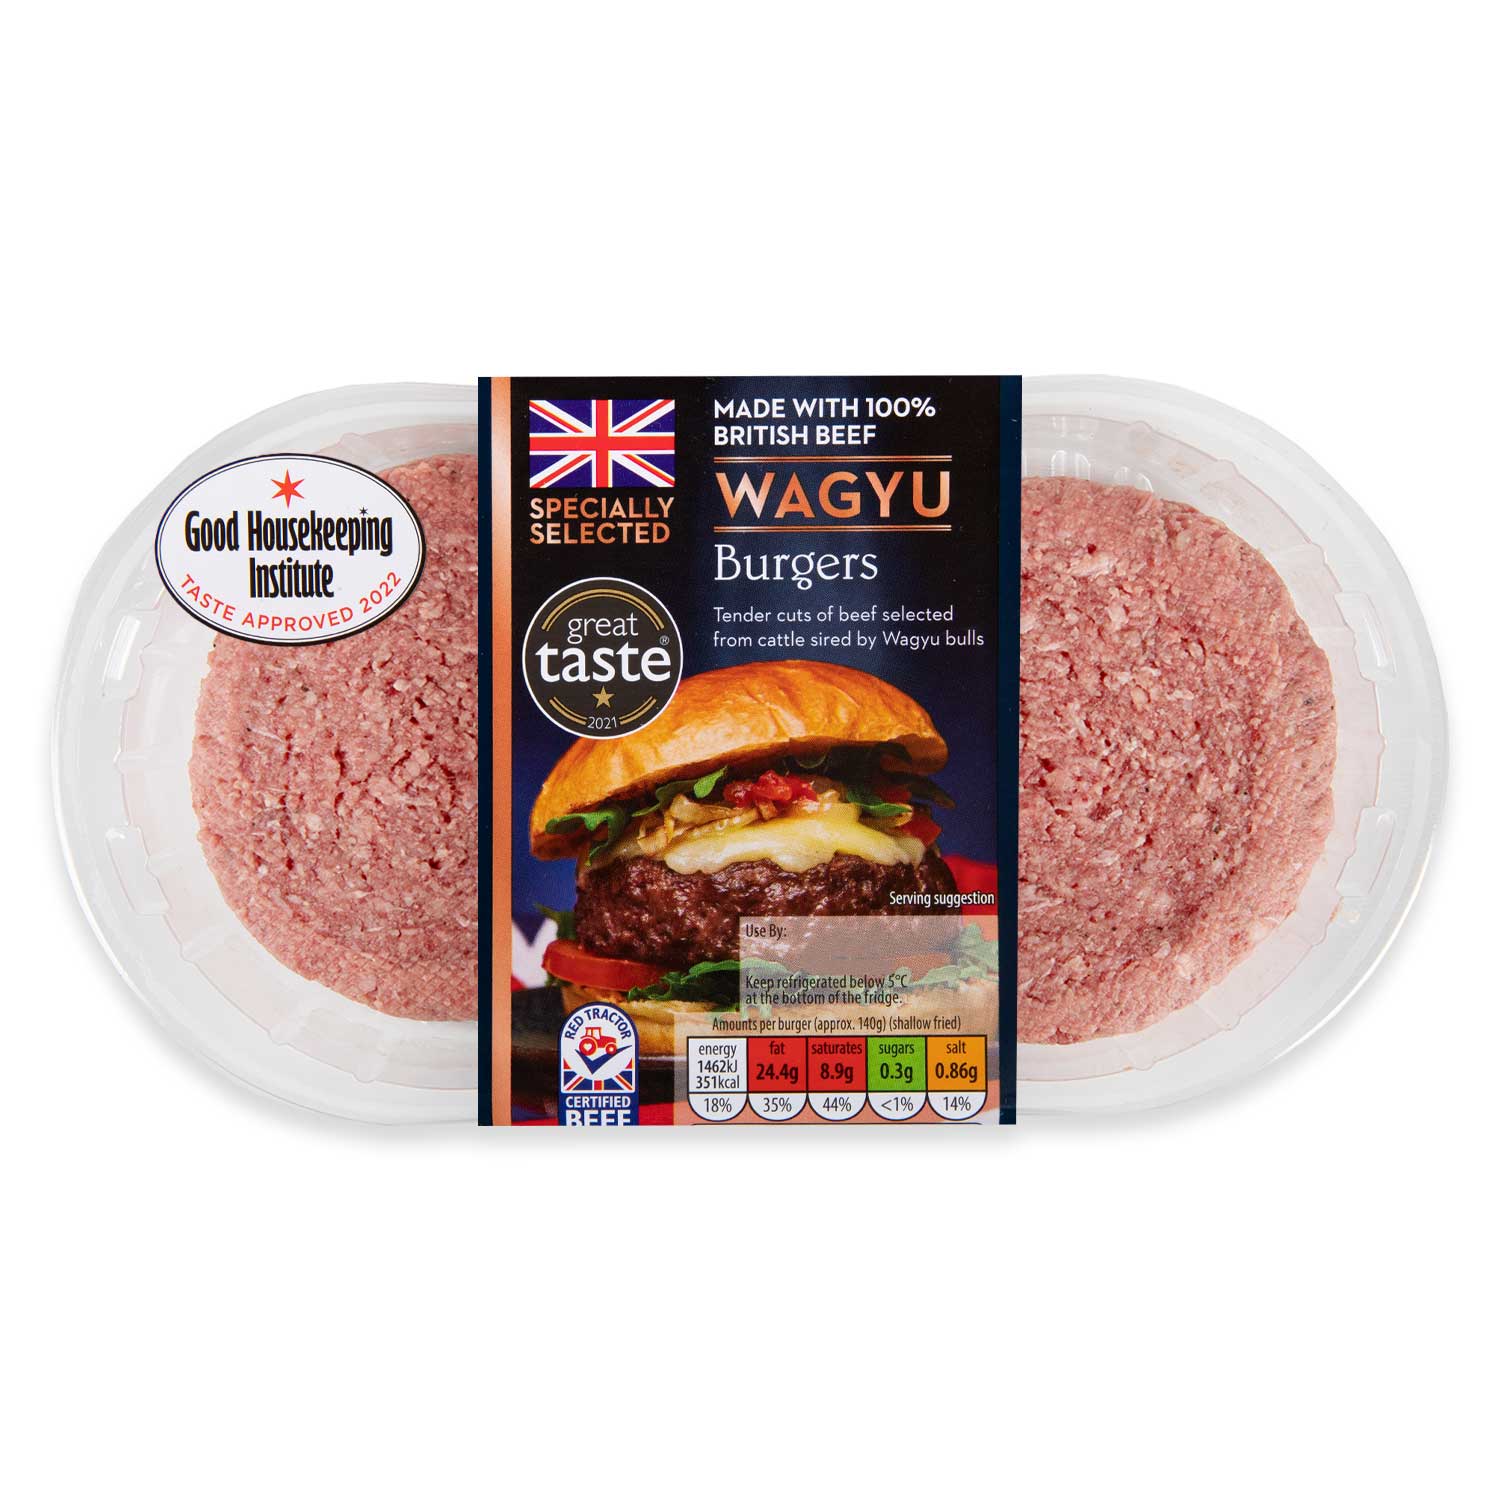 Good Housekeeping
Institute
TASTE APPROVED 2022
SPECIALLY
SELECTED
great
taste®
2021
MADE WITH 100%
BRITISH BEEF
WAGYU
Burgers
Tender cuts of beef selected
from cattle sired by Wagyu bulls
Serving suggestion
Use By:
Keep refrigerated below 5°C
at the bottom of the fridge.
RED TRACTOR
CERTIFIED
BEEF
Amounts per burger (approx. 140g) (shallow fried)
energy fat saturates sugars salt
1462kJ 24.4g 8.9g 0.3g 0.86g
351kcal
18% 35% 44% <1% 14%